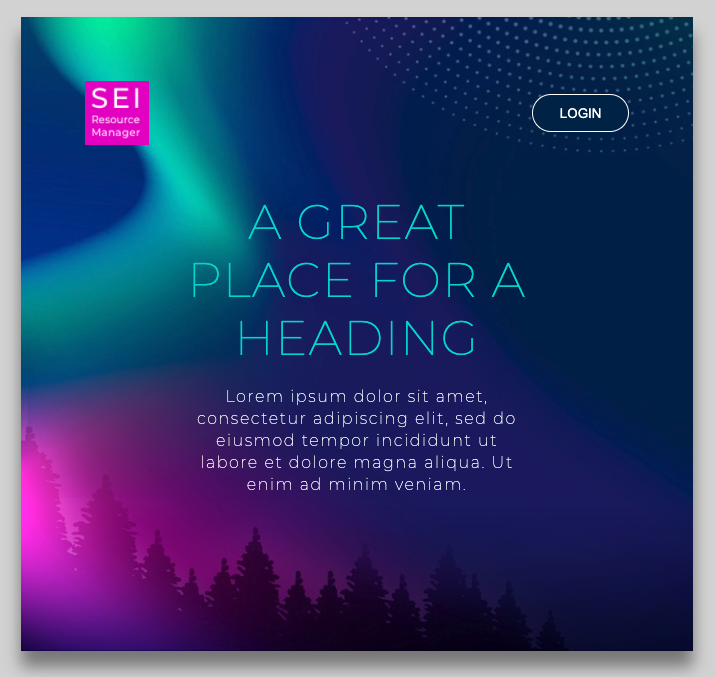 SEI
Resource
Manager
LOGIN
A GREAT
PLACE FOR A
HEADING
Lorem ipsum dolor sit amet,
consectetur adipiscing elit, sed do
eiusmod tempor incididunt ut
labore et dolore magna aliqua. Ut
enim ad minim veniam.